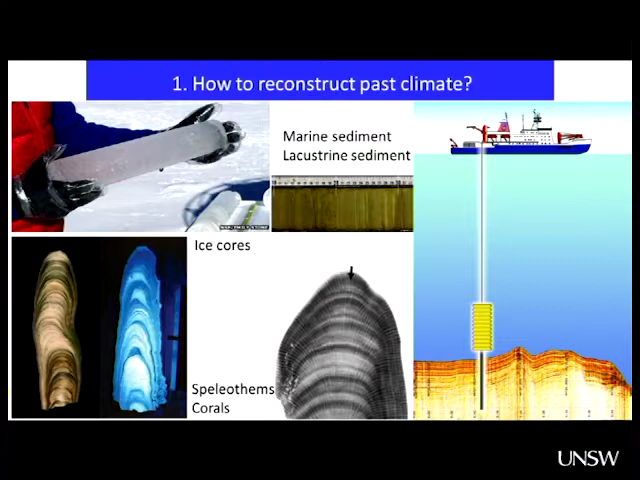 1. How to reconstruct past climate?
Marine sediment
Lacustrine sediment
Ice cores
Speleothems
Corals
UNSW